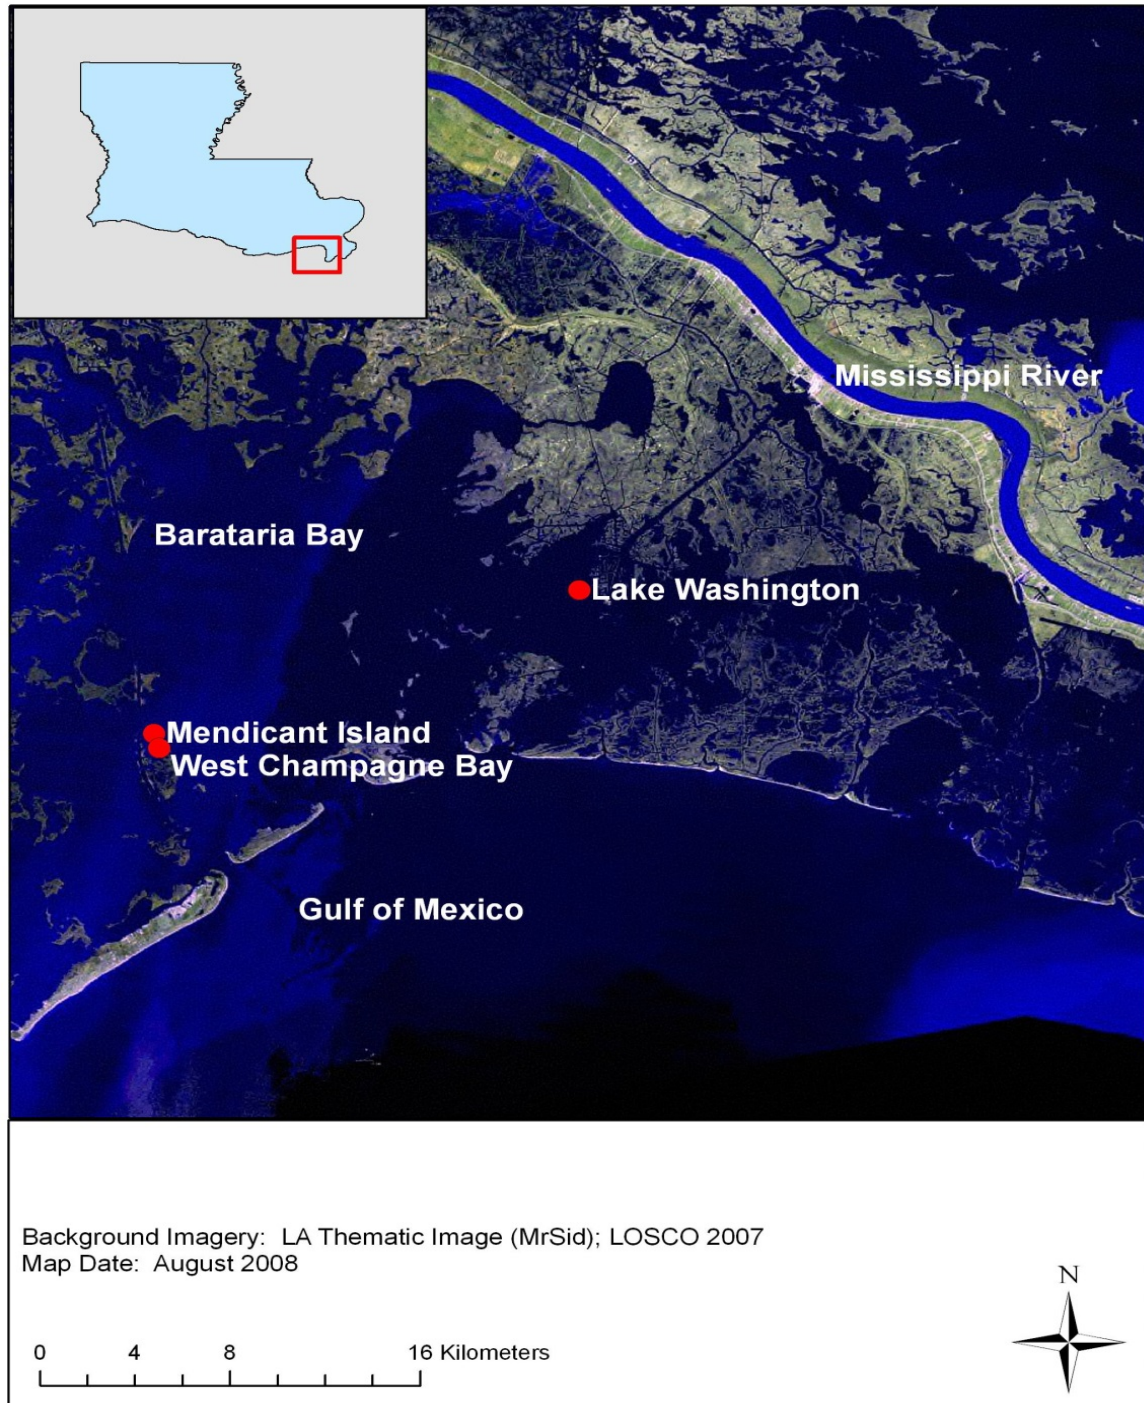 Mississippi River
Barataria Bay
Lake Washington
Mendicant Island
West Champagne Bay
Gulf of Mexico
Background Imagery:  LA Thematic Image (MrSid); LOSCO 2007
Map Date:  August 2008
N
0 4 8 16 Kilometers